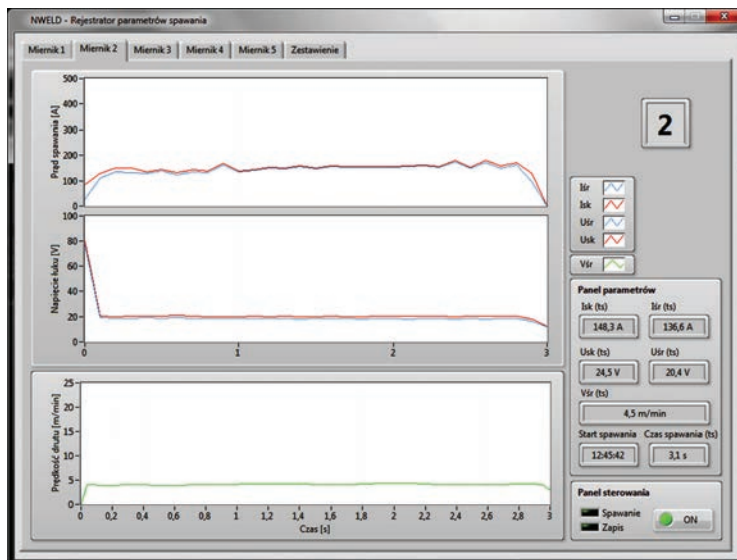 NWELD - Rejestrator parametrów spawania
Miernik 1 Miernik 2 Miernik 3 Miernik 4 Miernik 5 Zestawienie
Prąd spawania [A]
500
400
300
200
100
0
Napięcie łuku [V]
100
80
60
40
20
0
0 1 2 3
Prędkość drutu [m/min]
25
20
15
10
5
0
0 0,2 0,4 0,6 0,8 1 1,2 1,4 1,6 1,8 2 2,2 2,4 2,6 2,8 3
Czas [s]
2
Iśr
Isk
Uśr
Usk
Vśr
Panel parametrów
Isk (ts) Iśr (ts)
148,3 A 136,6 A
Usk (ts) Uśr (ts)
24,5 V 20,4 V
Vśr (ts)
4,5 m/min
Start spawania Czas spawania (ts)
12:45:42 3,1 s
Panel sterowania
Spawanie
Zapis
ON